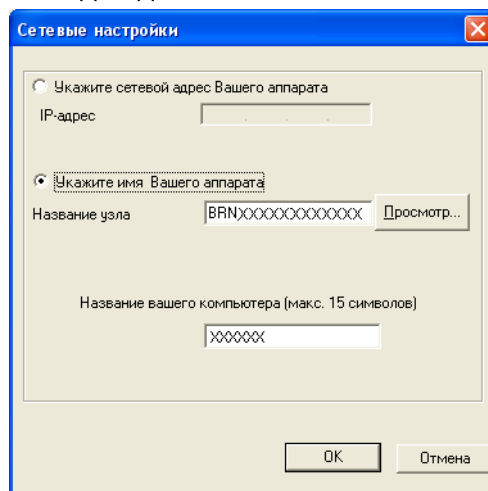 Сетевые настройки
Укажите сетевой адрес Вашего аппарата
IP-адрес
Укажите имя Вашего аппарата
Название узла BRNXXXXXXXXXXXX Просмотр...
Название вашего компьютера (макс. 15 символов)
XXXXXX
OK Отмена